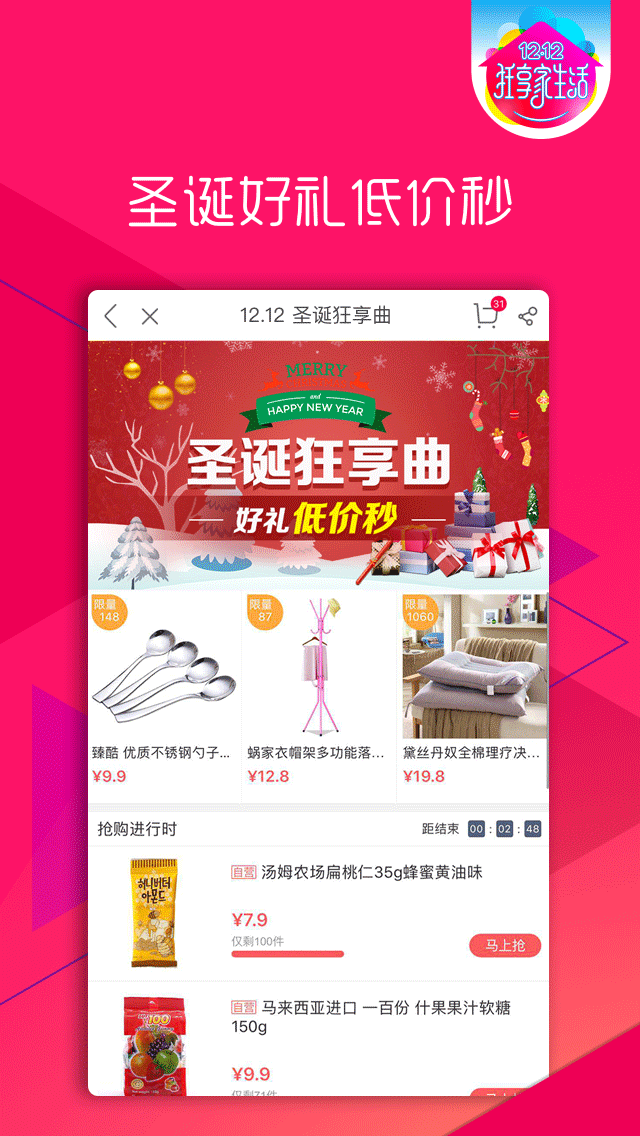 12.12
狂享家生活
圣诞好礼低价秒
12.12 圣诞狂享曲
31
MERRY
and
HAPPY NEW YEAR
圣诞狂享曲
好礼低价秒
限量
148
限量
87
限量
1060
臻酷 优质不锈钢勺子...
蜗家衣帽架多功能落...
黛丝丹奴全棉理疗决...
¥9.9
¥12.8
¥19.8
抢购进行时
距结束 00 : 02 : 48
허니버터
아몬드
自营 汤姆农场扁桃仁35g蜂蜜黄油味
¥7.9
仅剩100件
马上抢
100
自营 马来西亚进口 一百份 什果果汁软糖
150g
¥9.9
仅剩71件
马上抢